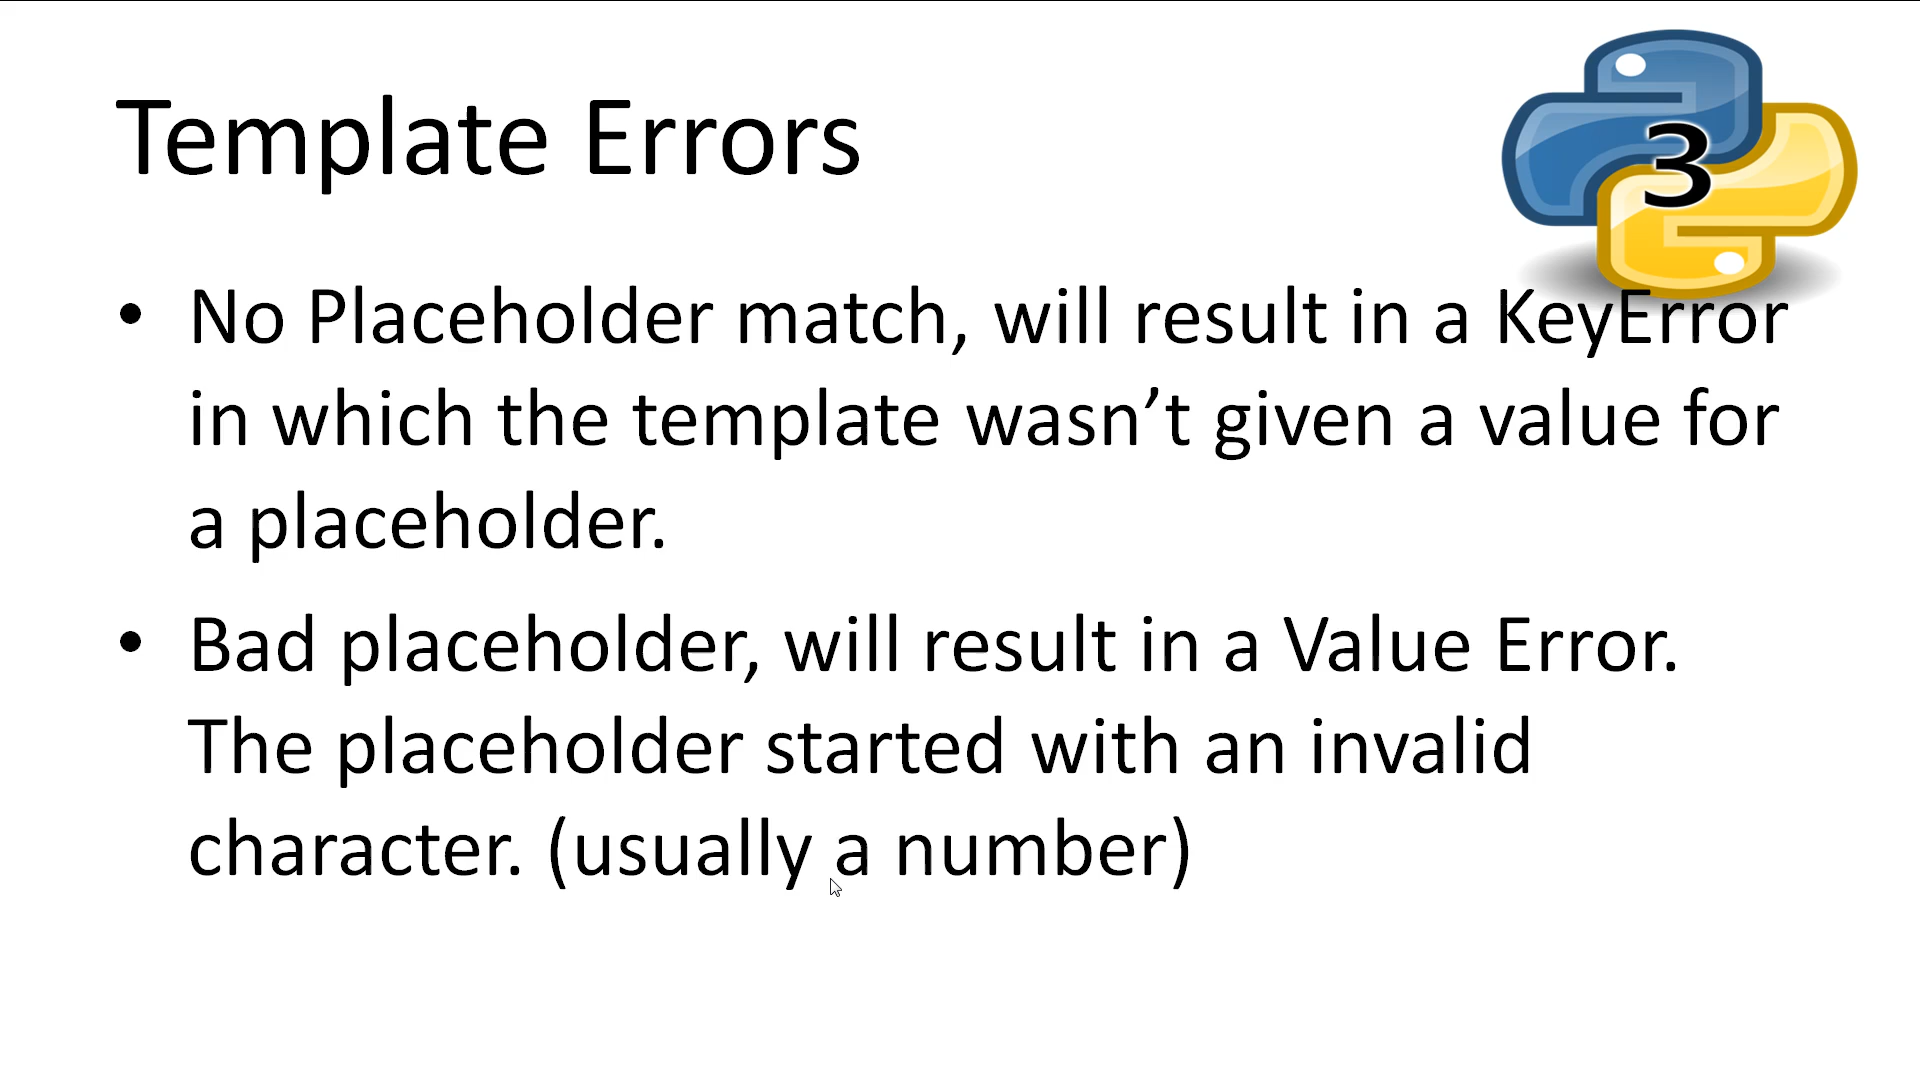 Template Errors
3
• No Placeholder match, will result in a KeyError
in which the template wasn’t given a value for
a placeholder.
• Bad placeholder, will result in a Value Error.
The placeholder started with an invalid
character. (usually a number)